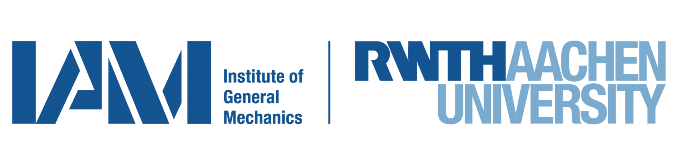 IAM
Institute of
General
Mechanics
RWTHAACHEN
UNIVERSITY